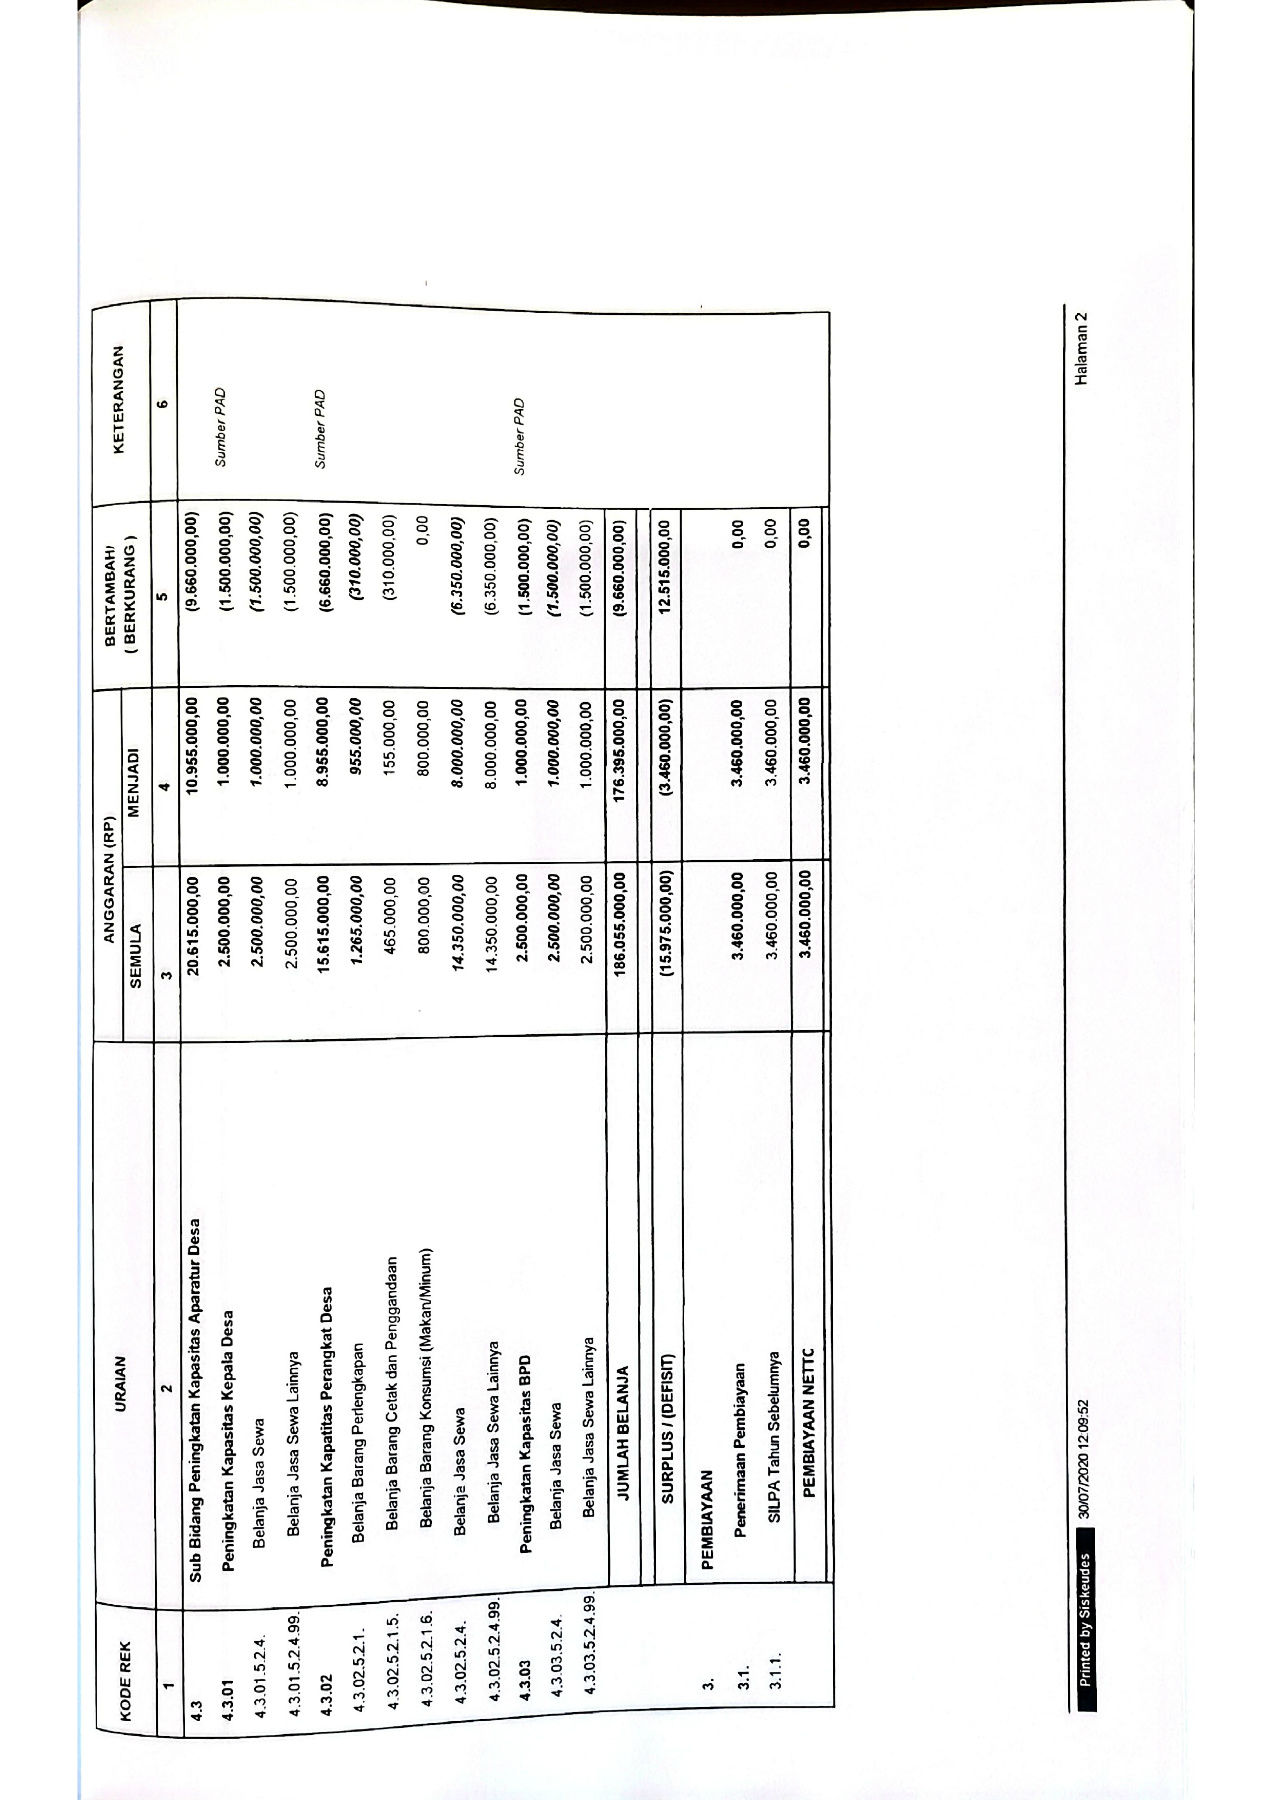 KODE REK URAIAN ANGGARAN (RP) BERTAMBAH/ ( BERKURANG ) KETERANGAN
SEMULA MENJADI
1 2 3 4 5 6
4.3 Sub Bidang Peningkatan Kapasitas Aparatur Desa 20.615.000,00 10.955.000,00 (9.660.000,00)
4.3.01 Peningkatan Kapasitas Kepala Desa 2.500.000,00 1.000.000,00 (1.500.000,00) Sumber PAD
4.3.01.5.2.4. Belanja Jasa Sewa 2.500.000,00 1.000.000,00 (1.500.000,00)
4.3.01.5.2.4.99. Belanja Jasa Sewa Lainnya 2.500.000,00 1.000.000,00 (1.500.000,00)
4.3.02 Peningkatan Kapatitas Perangkat Desa 15.615.000,00 8.955.000,00 (6.660.000,00) Sumber PAD
4.3.02.5.2.1. Belanja Barang Perlengkapan 1.265.000,00 955.000,00 (310.000,00)
4.3.02.5.2.1.5. Belanja Barang Cetak dan Penggandaan 465.000,00 155.000,00 (310.000,00)
4.3.02.5.2.1.6. Belanja Barang Konsumsi (Makan/Minum) 800.000,00 800.000,00 0,00
4.3.02.5.2.4. Belanja Jasa Sewa 14.350.000,00 8.000.000,00 (6.350.000,00)
4.3.02.5.2.4.99. Belanja Jasa Sewa Lainnya 14.350.000,00 8.000.000,00 (6.350.000,00)
4.3.03 Peningkatan Kapasitas BPD 2.500.000,00 1.000.000,00 (1.500.000,00) Sumber PAD
4.3.03.5.2.4. Belanja Jasa Sewa 2.500.000,00 1.000.000,00 (1.500.000,00)
4.3.03.5.2.4.99. Belanja Jasa Sewa Lainnya 2.500.000,00 1.000.000,00 (1.500.000,00)
JUMLAH BELANJA 186.055.000,00 176.395.000,00 (9.660.000,00)
SURPLUS / (DEFISIT) (15.975.000,00) (3.460.000,00) 12.515.000,00
3. PEMBIAYAAN
3.1. Penerimaan Pembiayaan 3.460.000,00 3.460.000,00 0,00
3.1.1. SILPA Tahun Sebelumnya 3.460.000,00 3.460.000,00 0,00
PEMBIAYAAN NETTC 3.460.000,00 3.460.000,00 0,00
Printed by Siskeudes 30/07/2020 12:09:52 Halaman 2